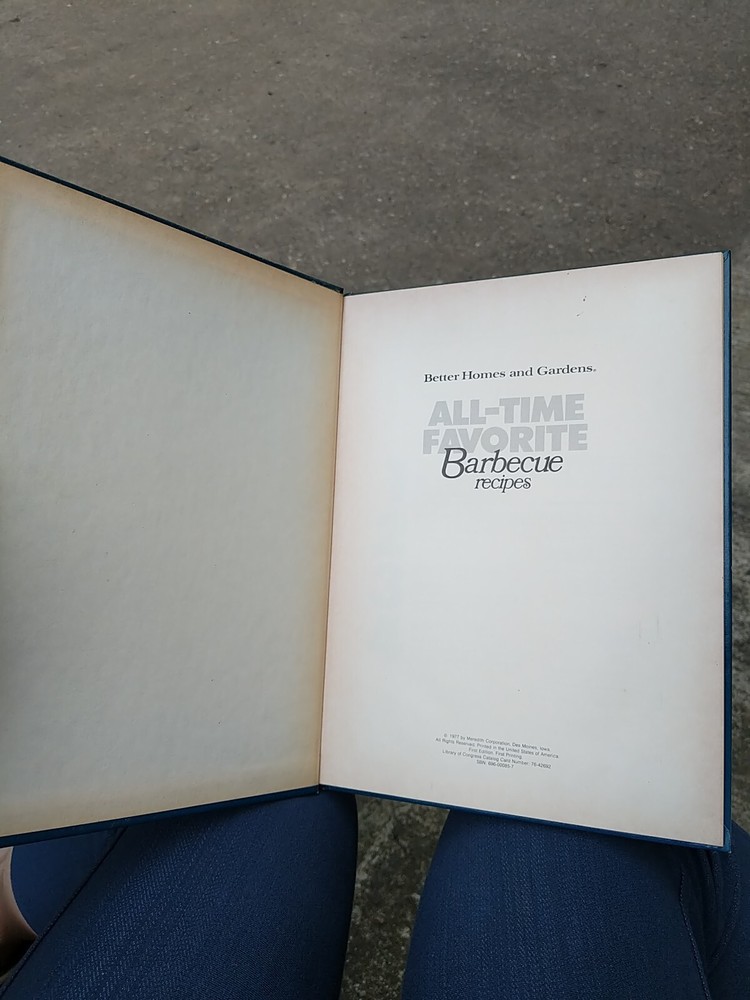 Better Homes and Gardens®
ALL-TIME
FAVORITE
Barbecue
recipes
© 1977 by Meredith Corporation, Des Moines, Iowa.
All Rights Reserved. Printed in the United States of America.
First Edition. First Printing.
Library of Congress Catalog Card Number: